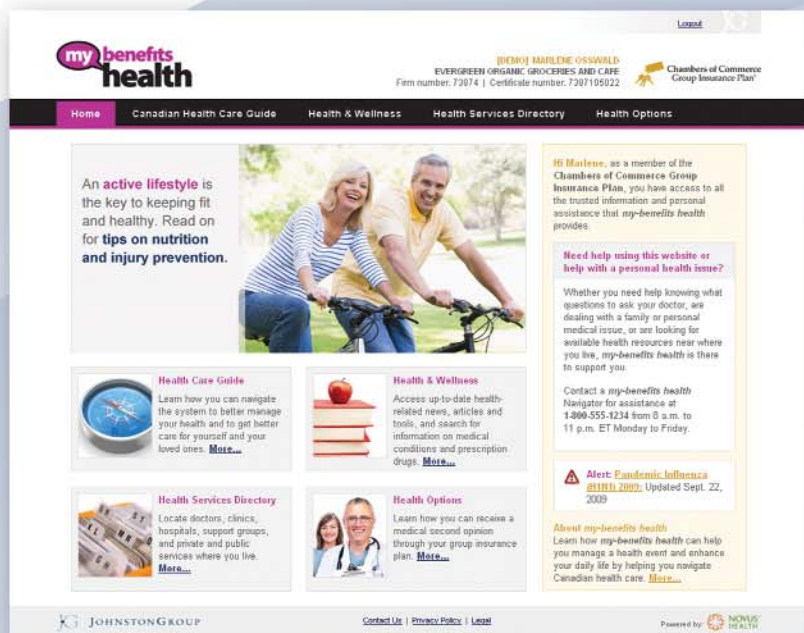 Logout
my benefits
health
[DEMO] MARLENE OSSWALD
EVERGREEN ORGANIC GROCERIES AND CAFE
Firm number: 73974 | Certificate number: 7397105022
Chambers of Commerce
Group Insurance Plan®
Home
Canadian Health Care Guide
Health & Wellness
Health Services Directory
Health Options
An active lifestyle is
the key to keeping fit
and healthy. Read on
for tips on nutrition
and injury prevention.
Hi Marlene, as a member of the
Chambers of Commerce Group
Insurance Plan, you have access to all
the trusted information and personal
assistance that my-benefits health
provides.
Need help using this website or
help with a personal health issue?
Whether you need help knowing what
questions to ask your doctor, are
dealing with a family or personal
medical issue, or are looking for
available health resources near where
you live, my-benefits health is there
to support you.
Contact a my-benefits health
Navigator for assistance at
1-800-555-1234 from 8 a.m. to
11 p.m. ET Monday to Friday.
Alert: Pandemic Influenza
(H1N1) 2009: Updated Sept. 22,
2009
About my-benefits health
Learn how my-benefits health can help
you manage a health event and enhance
your daily life by helping you navigate
Canadian health care. More...
Health Care Guide
Learn how you can navigate
the system to better manage
your health and to get better
care for yourself and your
loved ones. More...
Health & Wellness
Access up-to-date health-
related news, articles and
tools, and search for
information on medical
conditions and prescription
drugs. More...
Health Services Directory
Locate doctors, clinics,
hospitals, support groups,
and private and public
services where you live.
More...
Health Options
Learn how you can receive a
medical second opinion
through your group insurance
plan. More...
JG JOHNSTONGROUP
Contact Us | Privacy Policy | Legal
Powered by: NOVUS
HEALTH